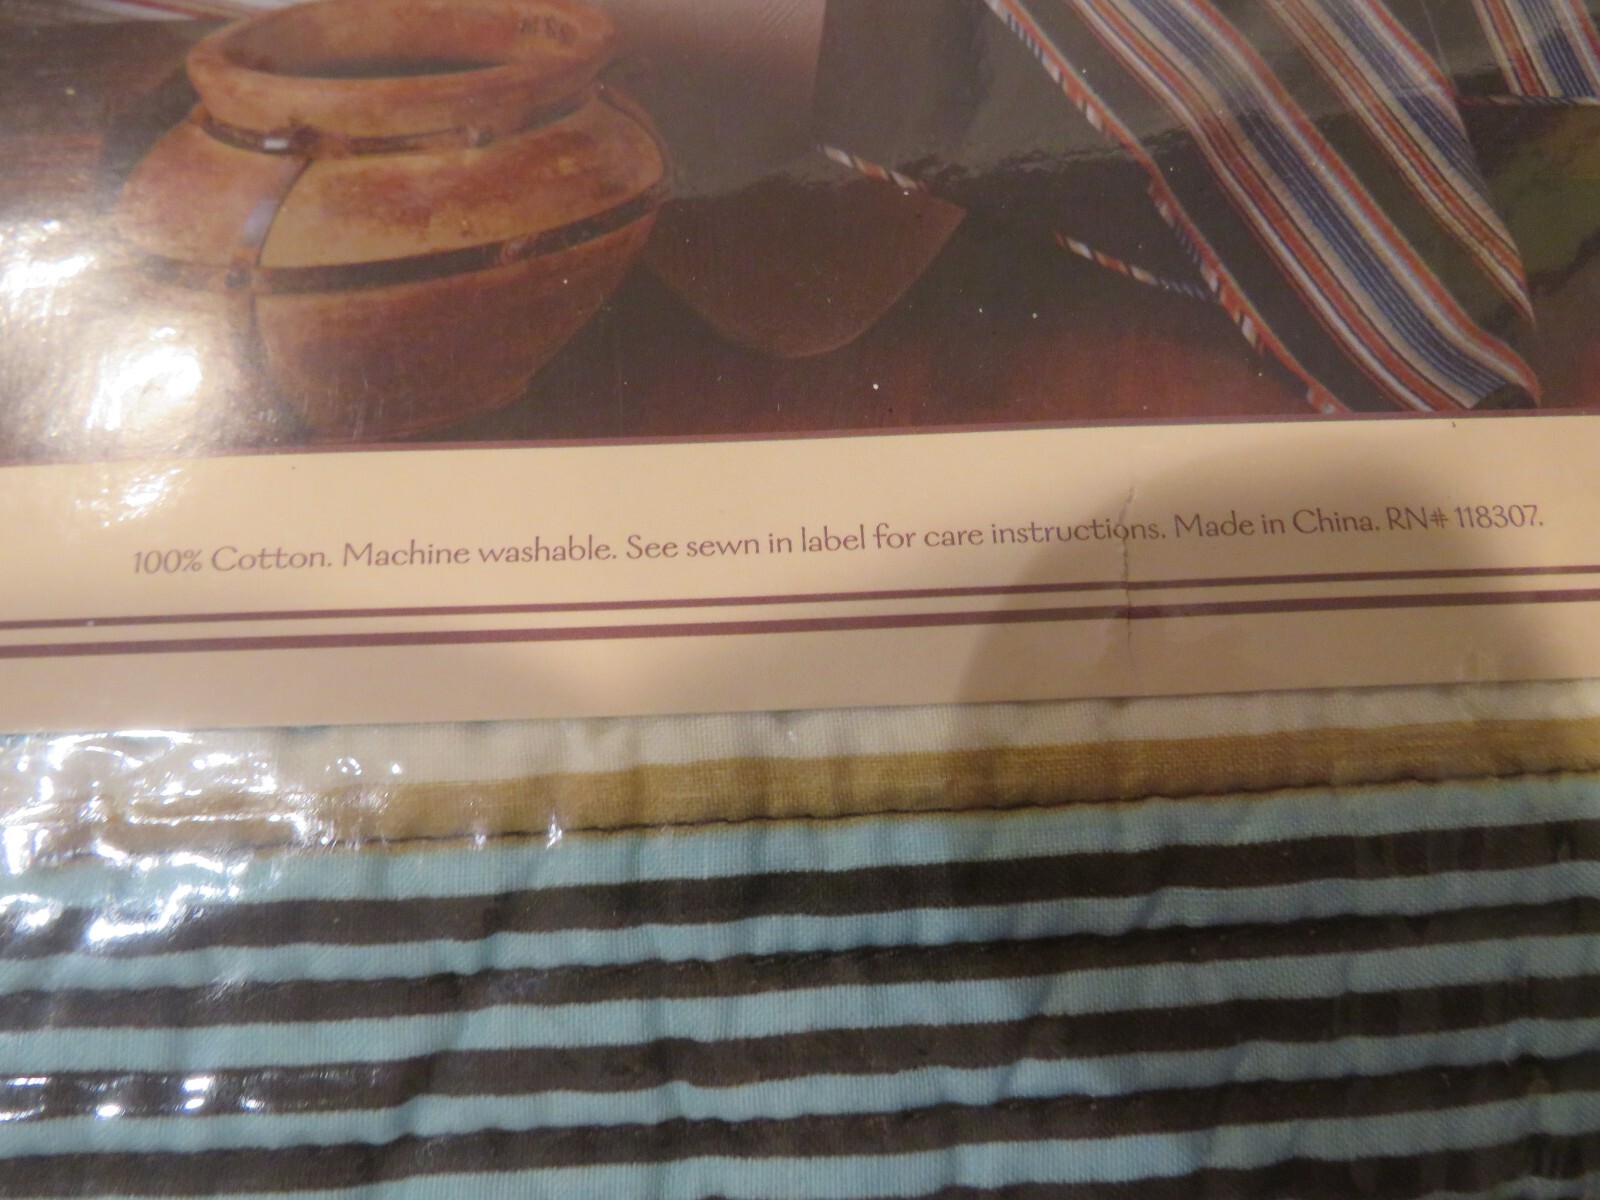 100% Cotton. Machine washable. See sewn in label for care instructions. Made in China. RN# 118307.